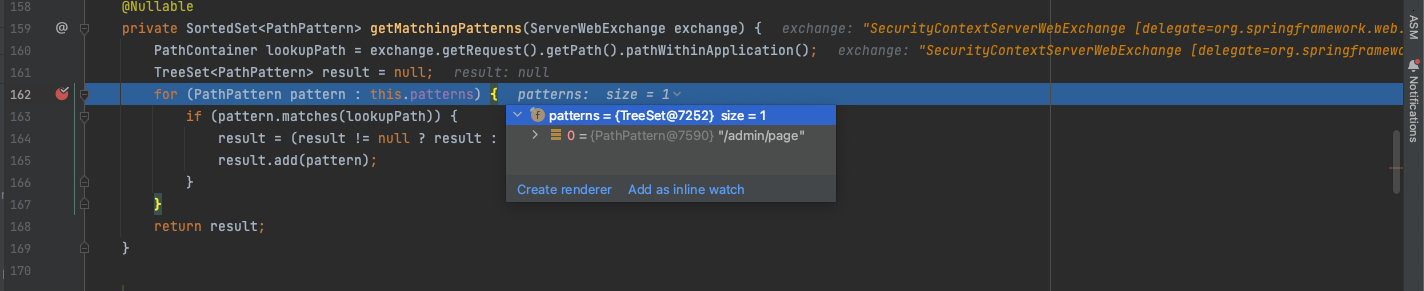 158 @Nullable
159 @ private SortedSet<PathPattern> getMatchingPatterns(ServerWebExchange exchange) { exchange: "SecurityContextServerWebExchange [delegate=org.springframework.web.
160 PathContainer lookupPath = exchange.getRequest().getPath().pathWithinApplication(); exchange: "SecurityContextServerWebExchange [delegate=org.springframewo
161 TreeSet<PathPattern> result = null; result: null
162 for (PathPattern pattern : this.patterns) { patterns: size = 1
patterns = {TreeSet@7252} size = 1
163 if (pattern.matches(lookupPath)) {
0 = {PathPattern@7590} "/admin/page"
164 result = (result != null ? result :
165 result.add(pattern);
166 }
Create renderer Add as inline watch
167 }
168 return result;
169 }
170
ASM
Notifications